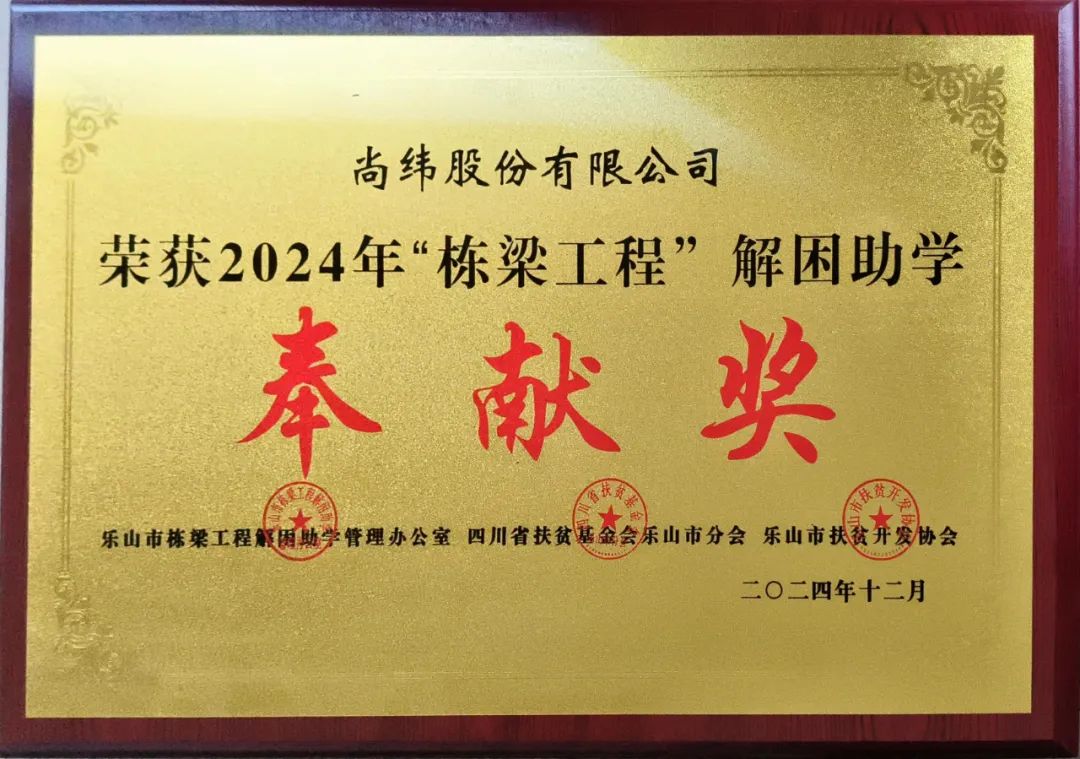 尚纬股份有限公司
荣获2024年“栋梁工程” 解困助学
奉献奖
乐山市栋梁工程解困助学管理办公室 四川省扶贫基金会乐山市分会 乐山市扶贫开发协会
二〇二四年十二月